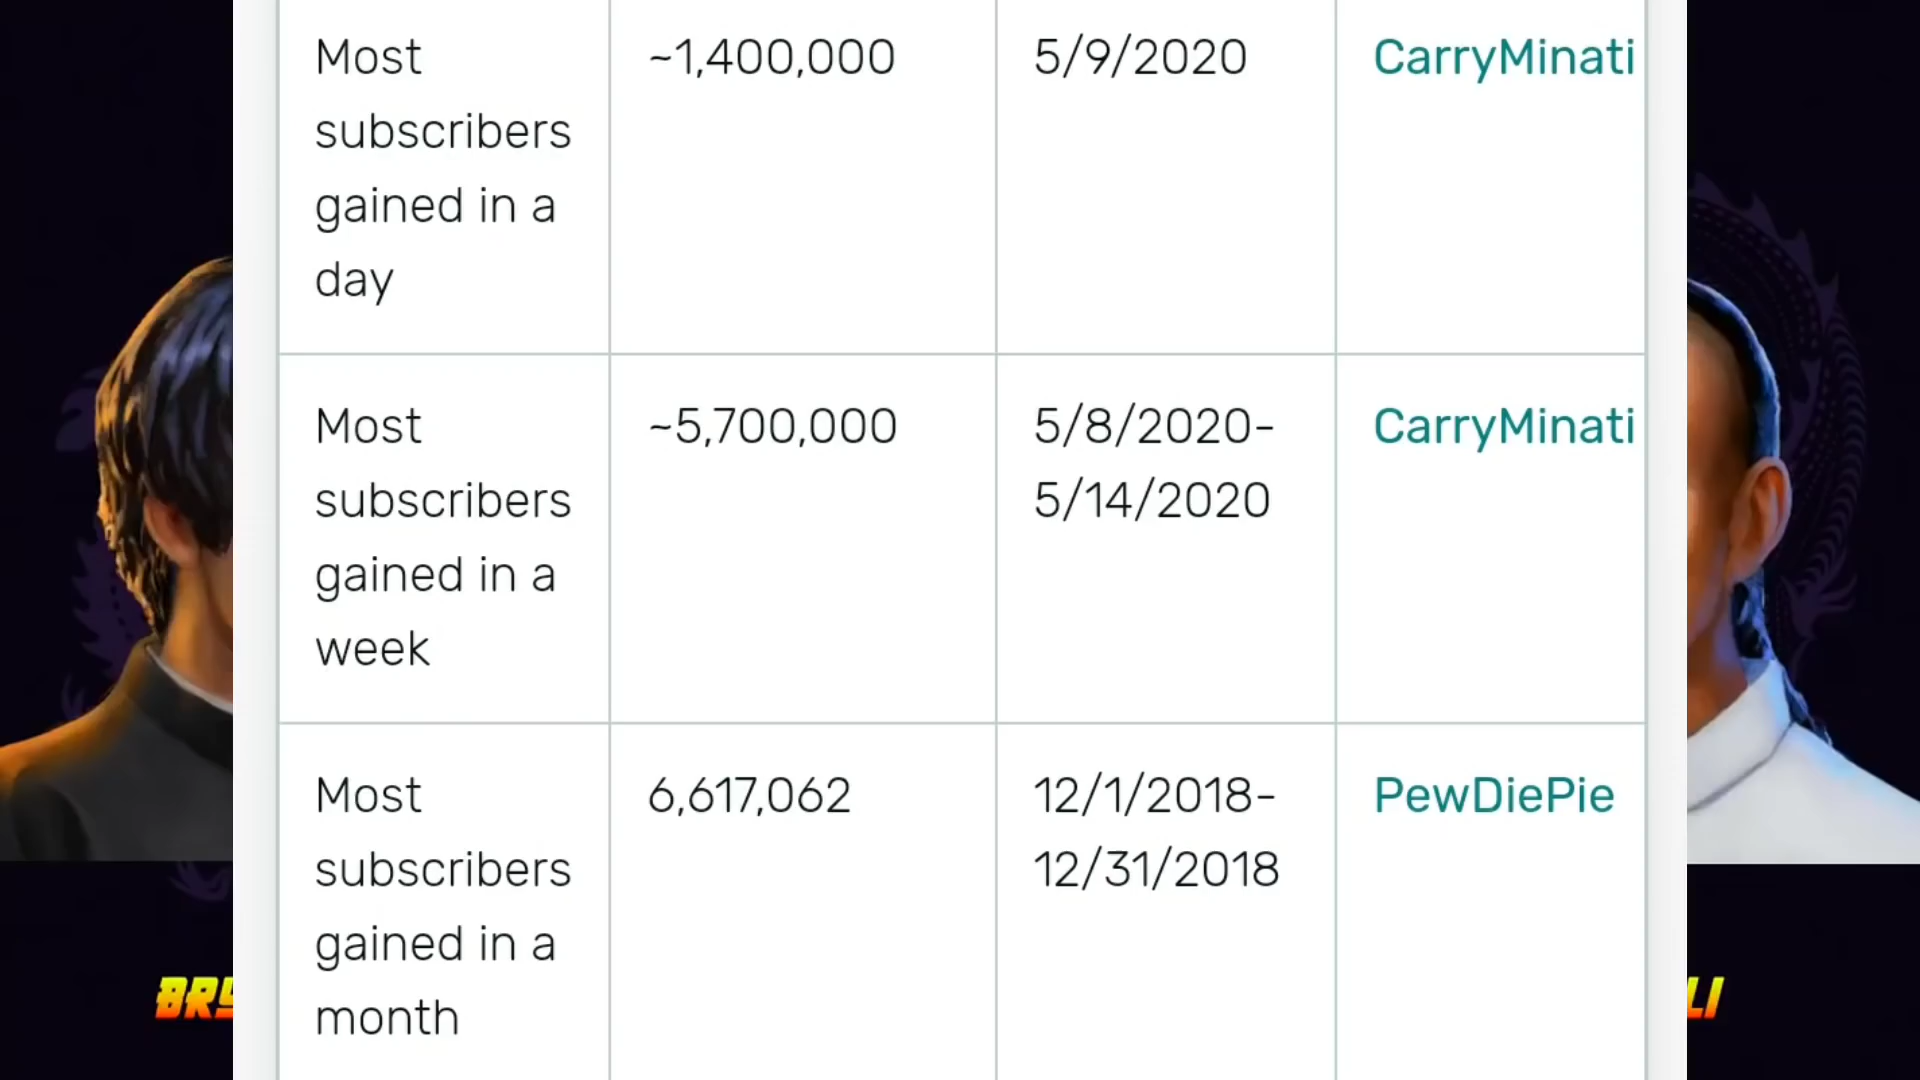 Most
subscribers
gained in a
day
~1,400,000
5/9/2020
CarryMinati
Most
subscribers
gained in a
week
~5,700,000
5/8/2020-
5/14/2020
CarryMinati
Most
subscribers
gained in a
month
6,617,062
12/1/2018-
12/31/2018
PewDiePie
LI